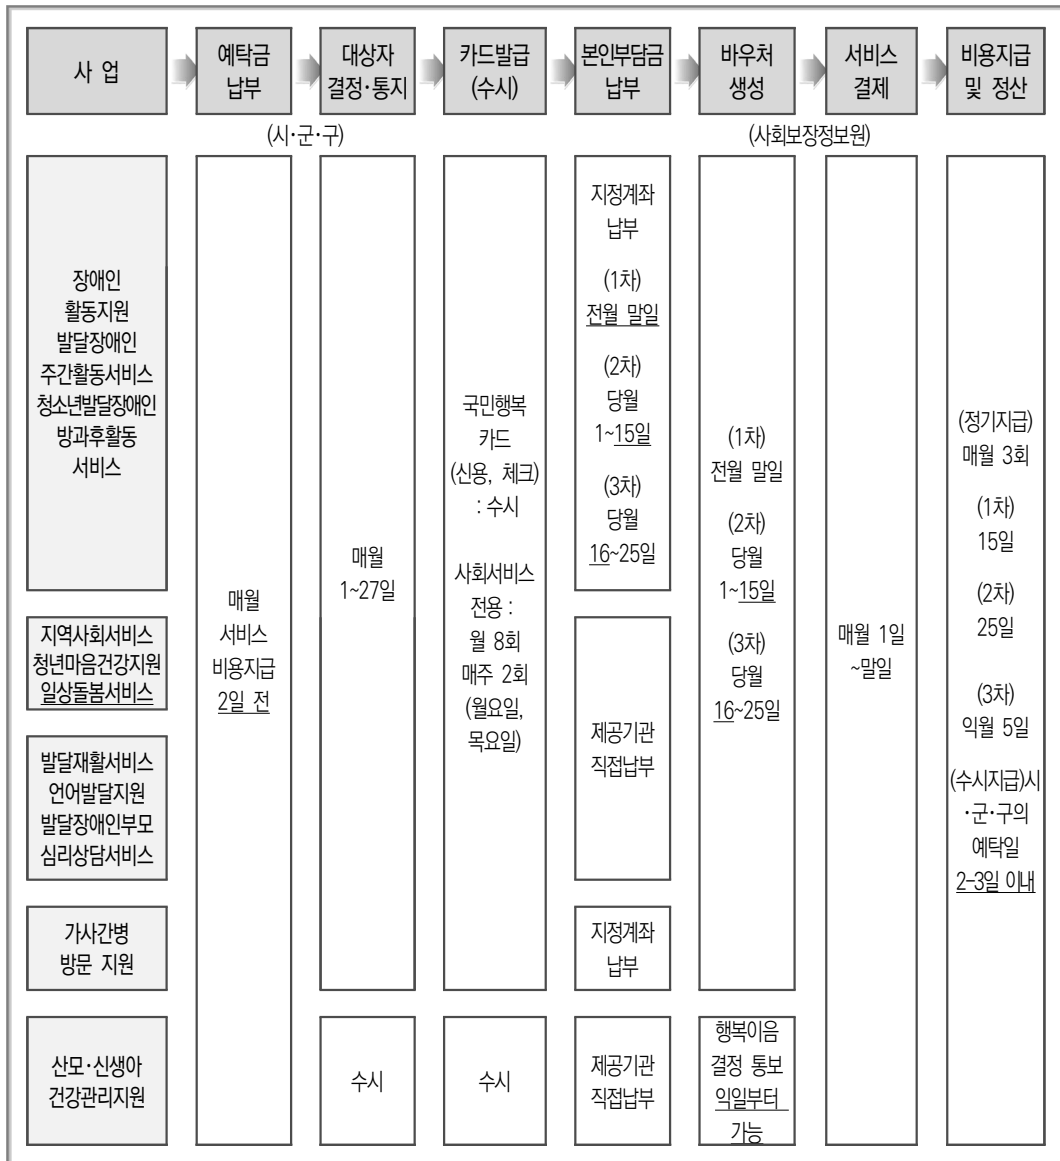 사 업
예탁금
납부
대상자
결정·통지
카드발급
(수시)
본인부담금
납부
바우처
생성
서비스
결제
비용지급
및 정산
(시·군·구)
(사회보장정보원)
장애인
활동지원
발달장애인
주간활동서비스
청소년발달장애인
방과후활동
서비스
지역사회서비스
청년마음건강지원
일상돌봄서비스
발달재활서비스
언어발달지원
발달장애인부모
심리상담서비스
가사간병
방문 지원
산모·신생아
건강관리지원
매월
서비스
비용지급
2일 전
매월
1~27일
수시
국민행복
카드
(신용, 체크)
: 수시
사회서비스
전용 :
월 8회
매주 2회
(월요일,
목요일)
수시
지정계좌
납부
(1차)
전월 말일
(2차)
당월
1~15일
(3차)
당월
16~25일
제공기관
직접납부
지정계좌
납부
제공기관
직접납부
(1차)
전월 말일
(2차)
당월
1~15일
(3차)
당월
16~25일
행복이음
결정 통보
익일부터
가능
매월 1일
~말일
(정기지급)
매월 3회
(1차)
15일
(2차)
25일
(3차)
익월 5일
(수시지급)시
·군·구의
예탁일
2-3일 이내